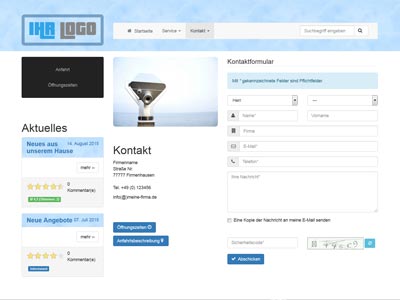 IHR LOGO
Startseite
Service
Kontakt
Suchbegriff eingeben
Anfahrt
Öffnungszeiten
Aktuelles
Neues aus unserem Hause
14. August 2015
mehr
0
Kommentar(e)
Neue Angebote
07. Juli 2015
mehr
0
Kommentar(e)
Kontakt
Firmenname
Straße Nr.
77777 Firmenhausen
Tel. +49 (0) 123456
info@meine-firma.de
Öffnungszeiten
Anfahrtsbeschreibung
Kontaktformular
Mit * gekennzeichnete Felder sind Pflichtfelder.
Herr
---
Name*
Vorname
Firma
E-Mail*
Telefon*
Ihre Nachricht*
Eine Kopie der Nachricht an meine E-Mail senden
Sicherheitscode*
Abschicken